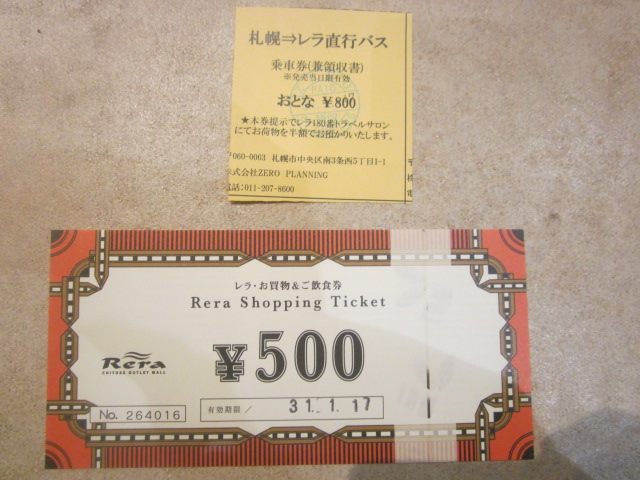 札幌⇒レラ直行バス
乗車券(兼領収書)
※発売当日限有効
おとな ¥800
★本券提示でレラ180番トラベルサロン
にてお荷物を半額でお預かりいたします。
〒060-0063 札幌市中央区南3条西5丁目1-1
株式会社ZERO PLANNING
電話:011-207-8600
レラ・お買物&ご飲食券
Rera Shopping Ticket
¥500
Rera
CHITOSE OUTLET MALL
No. 264016
有効期限 / 31. 1. 17